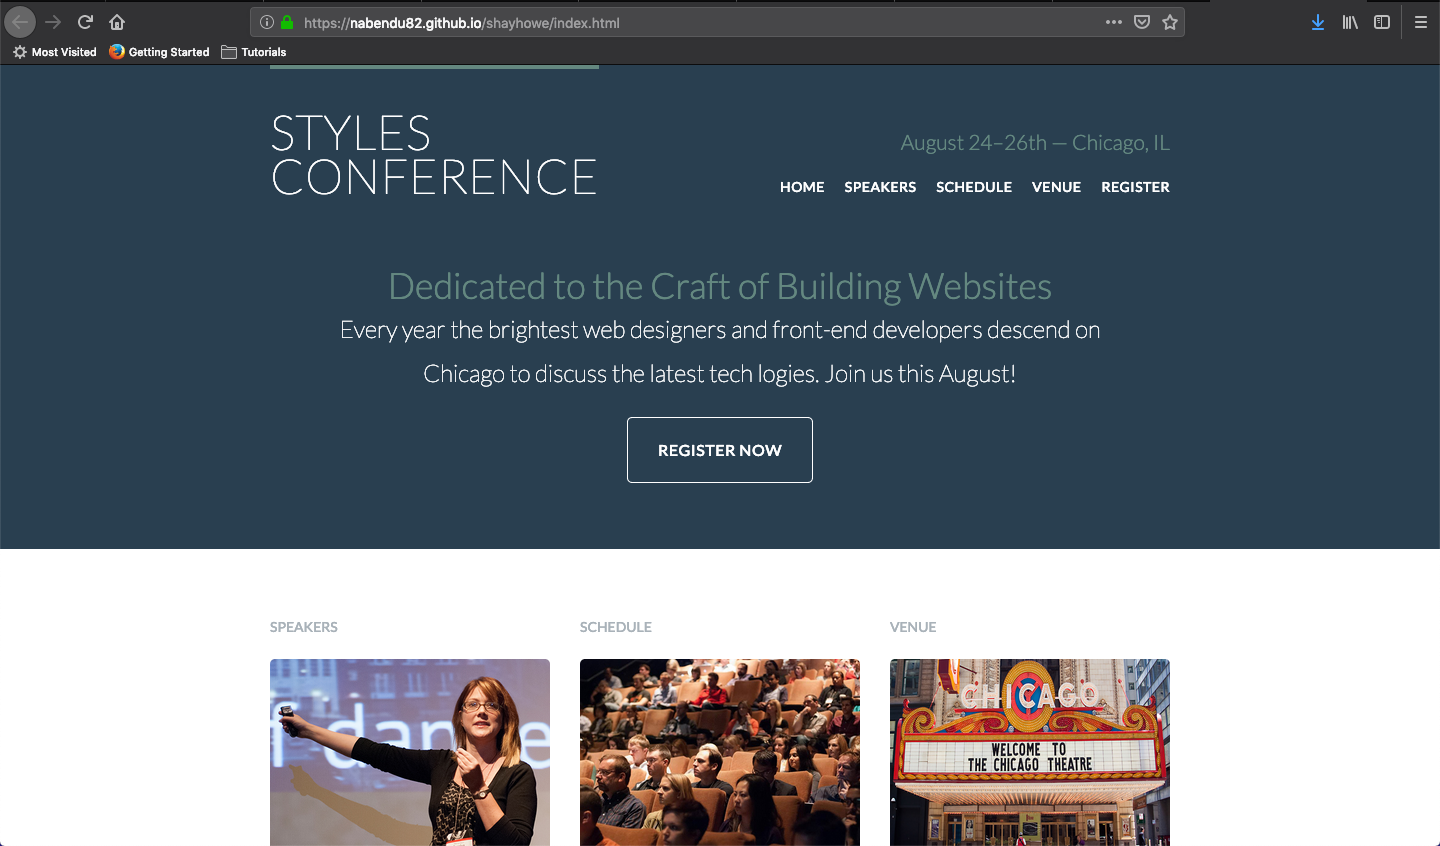 https://nabendu82.github.io/shayhowe/index.html
Most Visited Getting Started Tutorials
STYLES
CONFERENCE
August 24–26th — Chicago, IL
HOME SPEAKERS SCHEDULE VENUE REGISTER
Dedicated to the Craft of Building Websites
Every year the brightest web designers and front-end developers descend on
Chicago to discuss the latest tech logies. Join us this August!
REGISTER NOW
SPEAKERS SCHEDULE VENUE
f dan e
CHICAGO
WELCOME TO
THE CHICAGO THEATRE